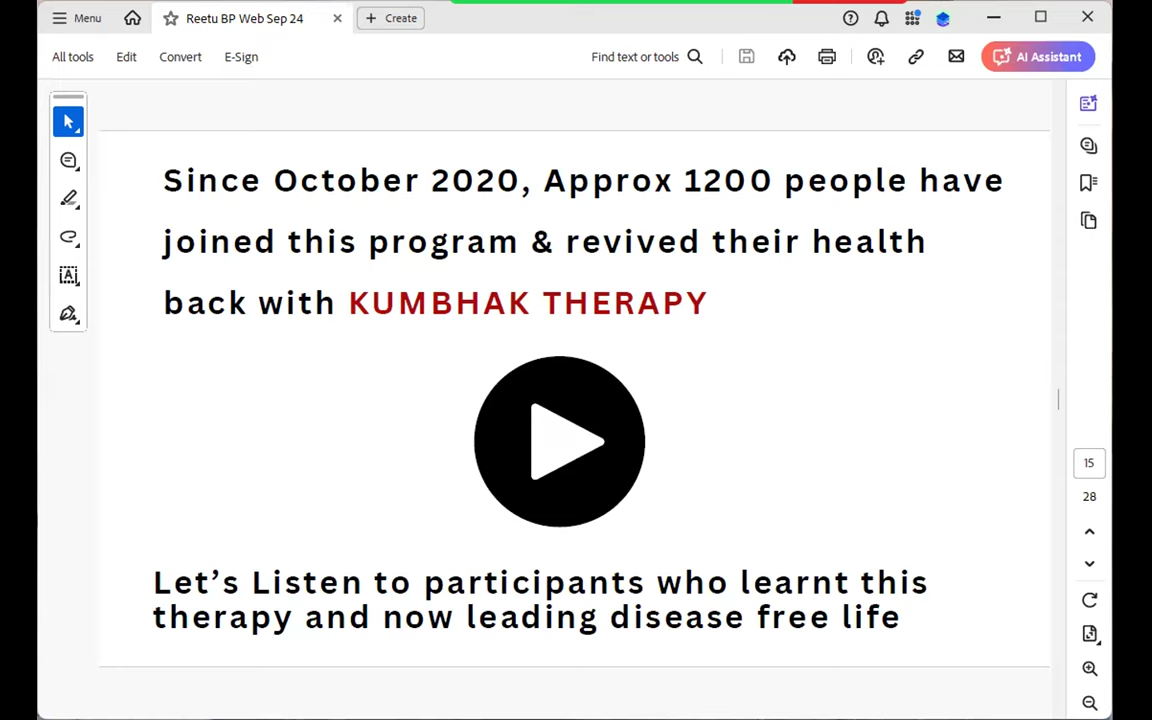 Menu
Reetu BP Web Sep 24
Create
All tools
Edit
Convert
E-Sign
Find text or tools
AI Assistant
Since October 2020, Approx 1200 people have
joined this program & revived their health
back with KUMBHAK THERAPY
Let’s Listen to participants who learnt this
therapy and now leading disease free life
15
28